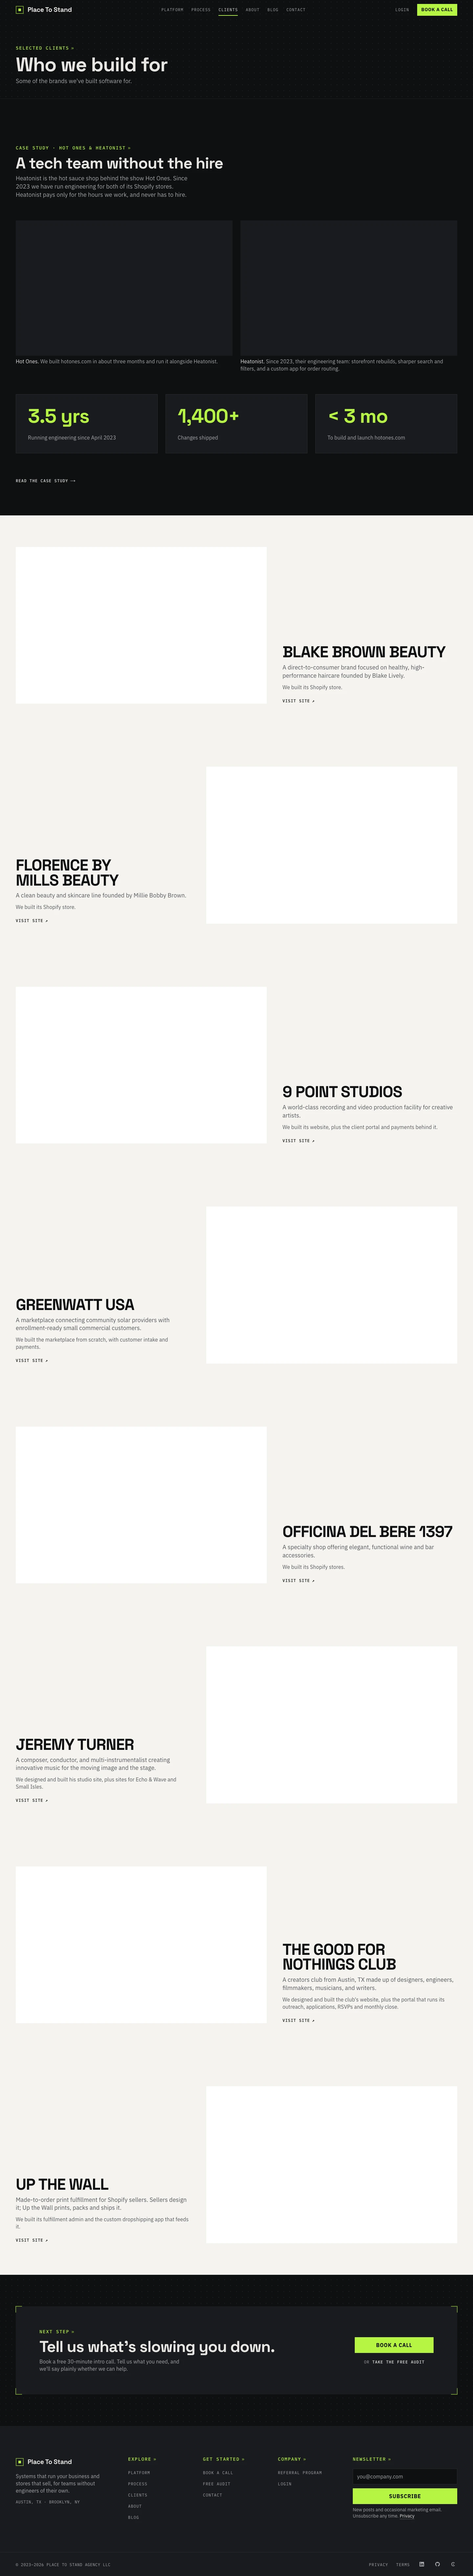 Place To Stand
PLATFORM PROCESS CLIENTS ABOUT BLOG CONTACT
LOGIN BOOK A CALL
SELECTED CLIENTS
Who we build for
Some of the brands we've built software for.
CASE STUDY · HOT ONES & HEATONIST
A tech team without the hire
Heatonist is the hot sauce shop behind the show Hot Ones. Since
2023 we have run engineering for both of its Shopify stores.
Heatonist pays only for the hours we work, and never has to hire.
Hot Ones. We built hotones.com in about three months and run it alongside Heatonist.
Heatonist. Since 2023, their engineering team: storefront rebuilds, sharper search and
filters, and a custom app for order routing.
3.5 yrs
Running engineering since April 2023
1,400+
Changes shipped
< 3 mo
To build and launch hotones.com
READ THE CASE STUDY →
BLAKE BROWN BEAUTY
A direct-to-consumer brand focused on healthy, high-
performance haircare founded by Blake Lively.
We built its Shopify store.
VISIT SITE ↗
FLORENCE BY
MILLS BEAUTY
A clean beauty and skincare line founded by Millie Bobby Brown.
We built its Shopify store.
VISIT SITE ↗
9 POINT STUDIOS
A world-class recording and video production facility for creative
artists.
We built its website, plus the client portal and payments behind it.
VISIT SITE ↗
GREENWATT USA
A marketplace connecting community solar providers with
enrollment-ready small commercial customers.
We built the marketplace from scratch, with customer intake and
payments.
VISIT SITE ↗
OFFICINA DEL BERE 1397
A specialty shop offering elegant, functional wine and bar
accessories.
We built its Shopify stores.
VISIT SITE ↗
JEREMY TURNER
A composer, conductor, and multi-instrumentalist creating
innovative music for the moving image and the stage.
We designed and built his studio site, plus sites for Echo & Wave and
Small Isles.
VISIT SITE ↗
THE GOOD FOR
NOTHINGS CLUB
A creators club from Austin, TX made up of designers, engineers,
filmmakers, musicians, and writers.
We designed and built the club's website, plus the portal that runs its
outreach, applications, RSVPs and monthly close.
VISIT SITE ↗
UP THE WALL
Made-to-order print fulfillment for Shopify sellers. Sellers design
it; Up the Wall prints, packs and ships it.
We built its fulfillment admin and the custom dropshipping app that feeds
it.
VISIT SITE ↗
NEXT STEP
Tell us what's slowing you down.
Book a free 30-minute intro call. Tell us what you need, and
we'll say plainly whether we can help.
BOOK A CALL
OR TAKE THE FREE AUDIT
Place To Stand
Systems that run your business and
stores that sell, for teams without
engineers of their own.
AUSTIN, TX · BROOKLYN, NY
EXPLORE
PLATFORM
PROCESS
CLIENTS
ABOUT
BLOG
GET STARTED
BOOK A CALL
FREE AUDIT
CONTACT
COMPANY
REFERRAL PROGRAM
LOGIN
NEWSLETTER
you@company.com
SUBSCRIBE
New posts and occasional marketing email.
Unsubscribe any time. Privacy
© 2023–2026 PLACE TO STAND AGENCY LLC
PRIVACY TERMS